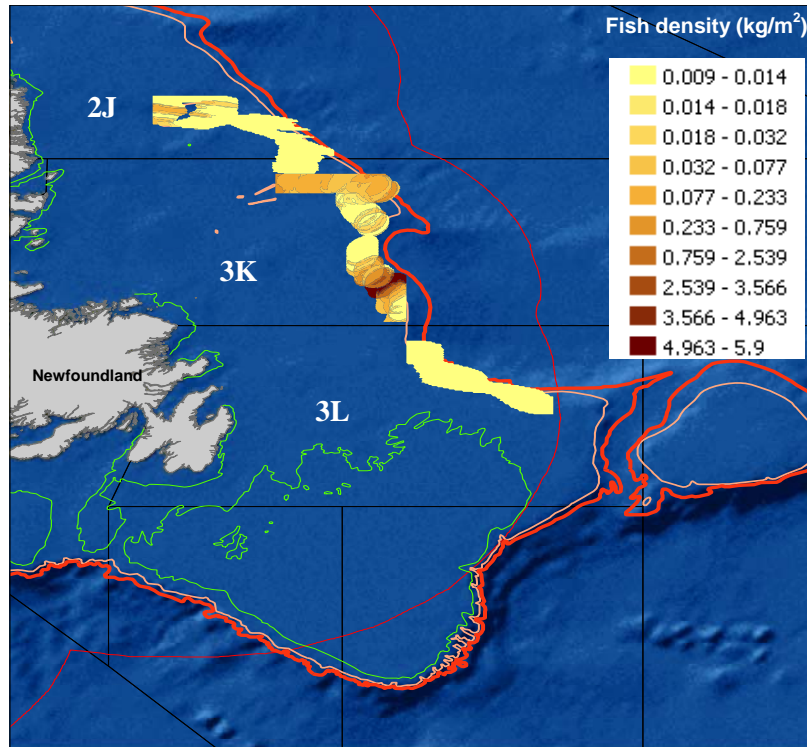 Fish density (kg/m²)
0.009 - 0.014
0.014 - 0.018
0.018 - 0.032
0.032 - 0.077
0.077 - 0.233
0.233 - 0.759
0.759 - 2.539
2.539 - 3.566
3.566 - 4.963
4.963 - 5.9
2J
3K
Newfoundland
3L